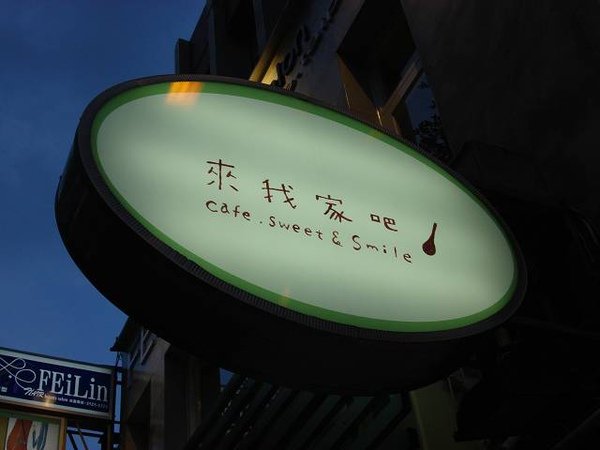 來我家吧
cafe . sweet & Smile
FEiLin